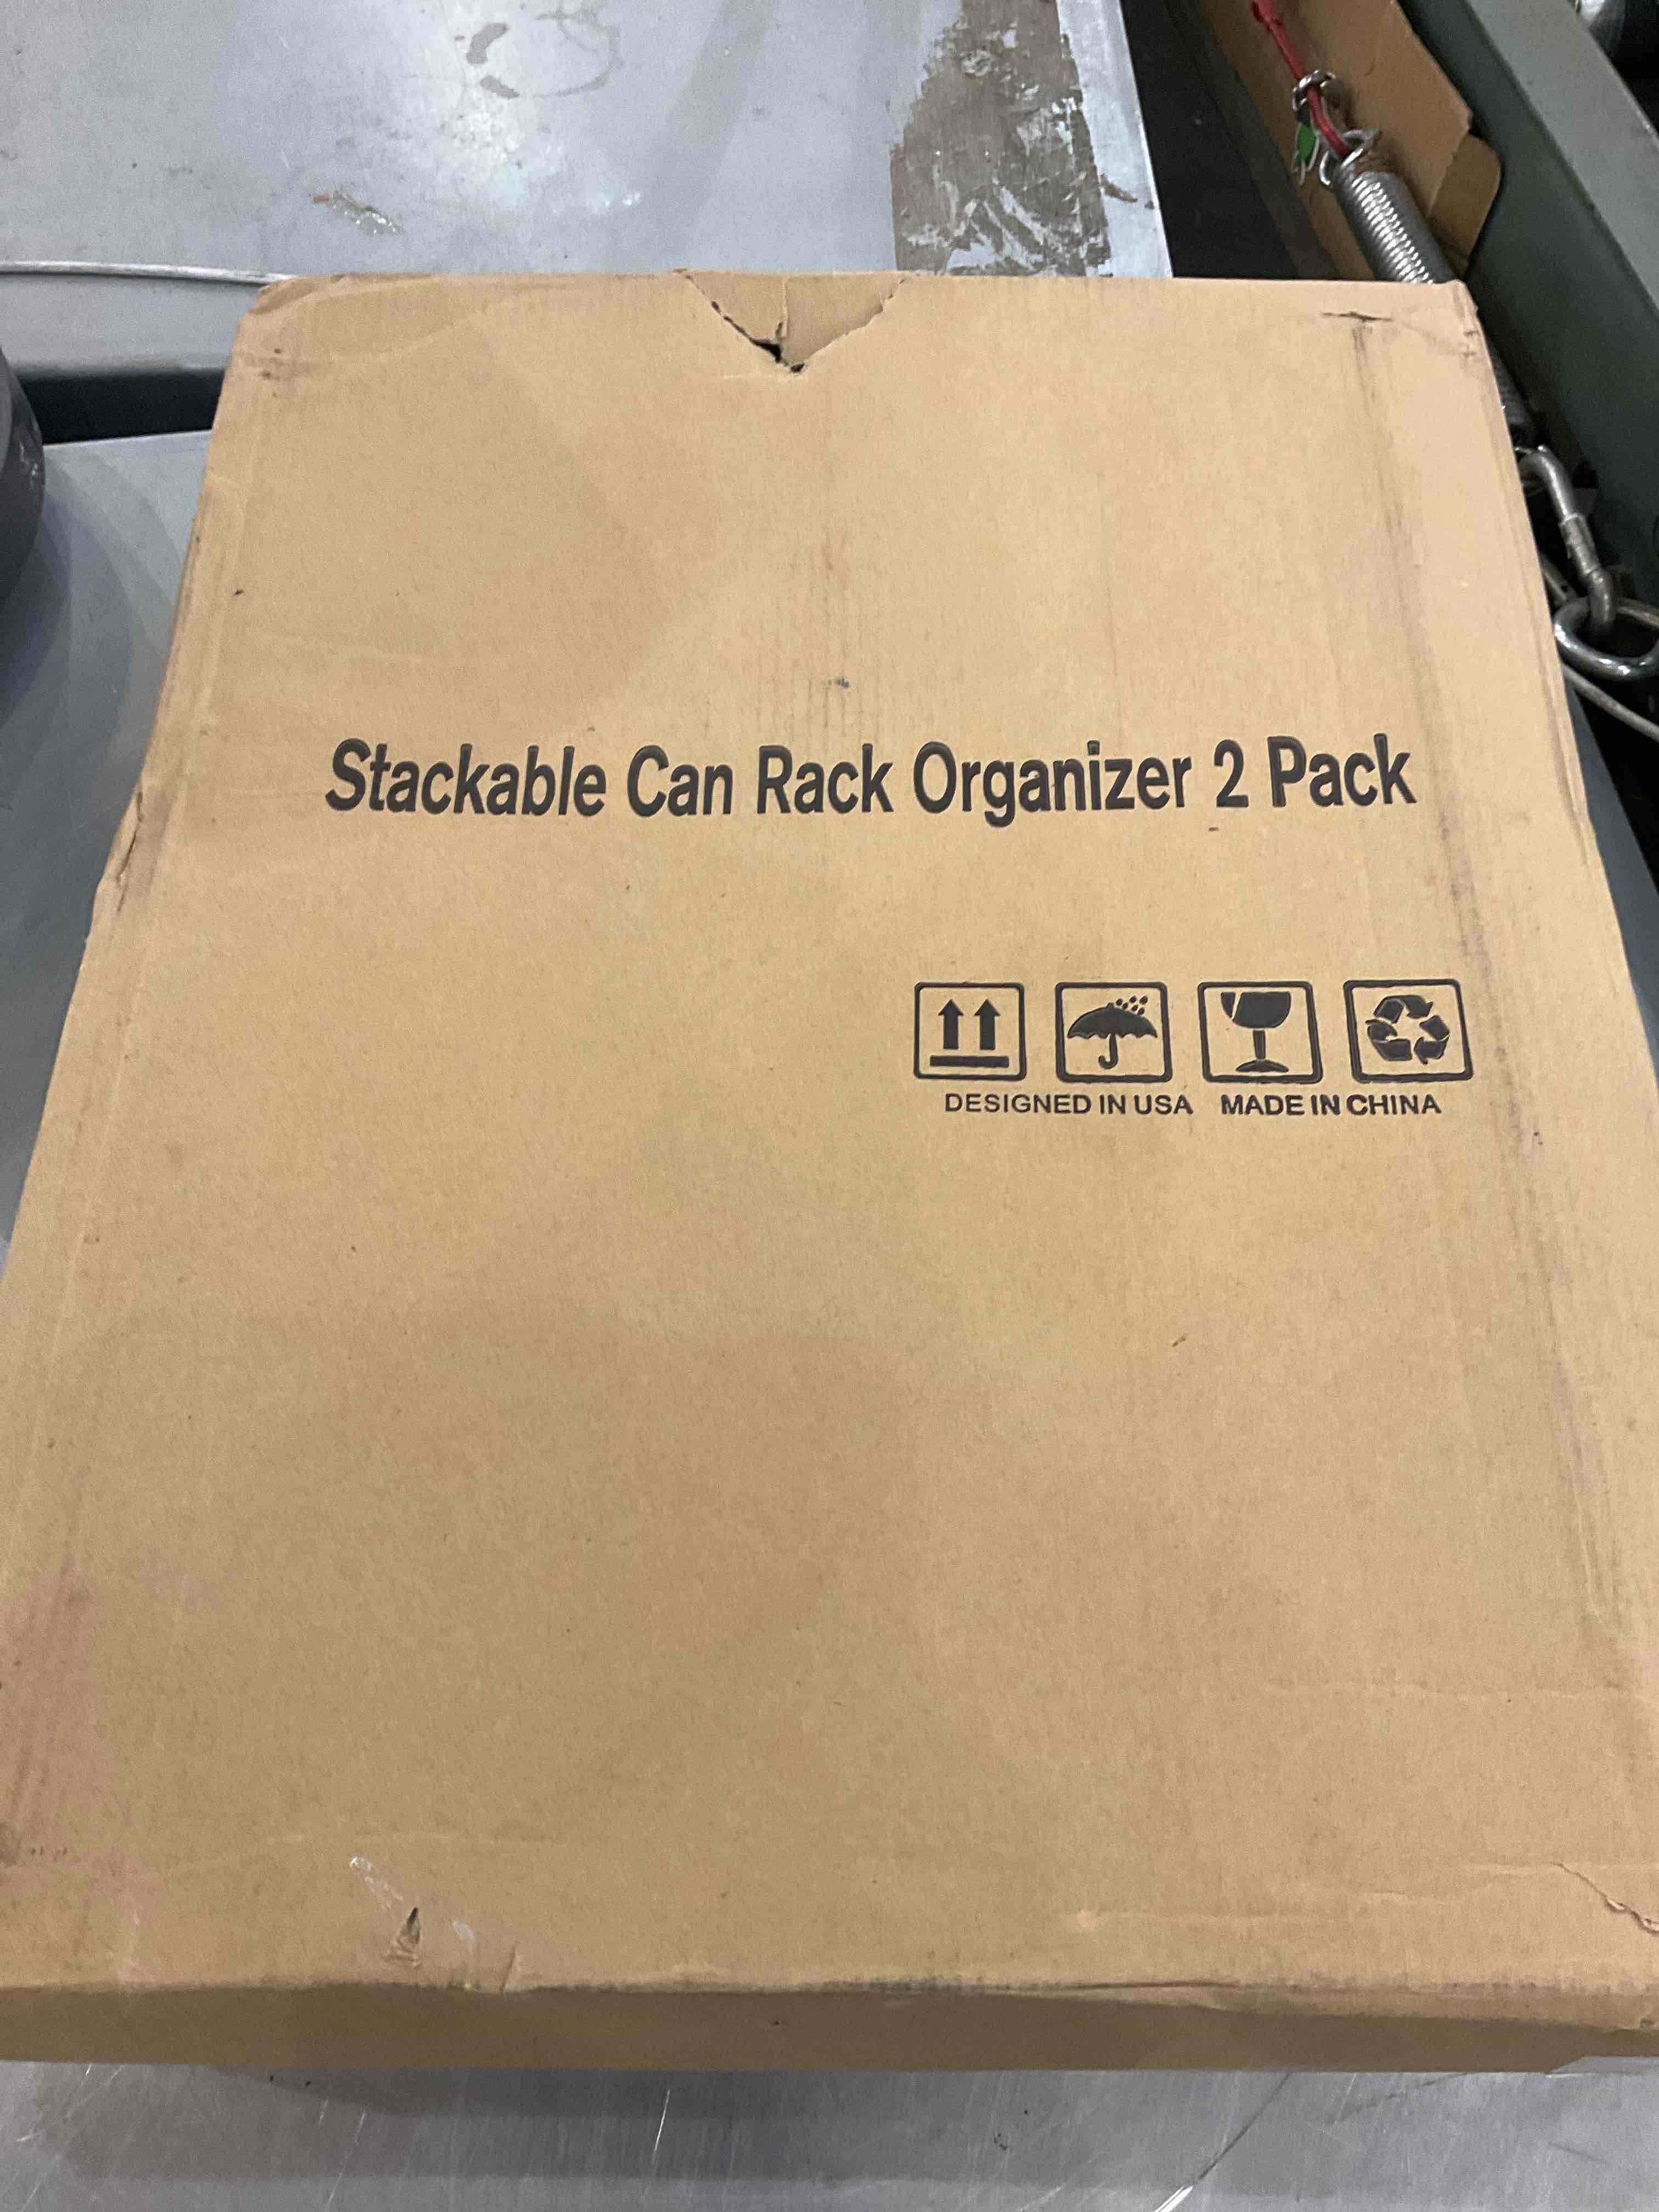 Stackable Can Rack Organizer 2 Pack
DESIGNED IN USA MADE IN CHINA